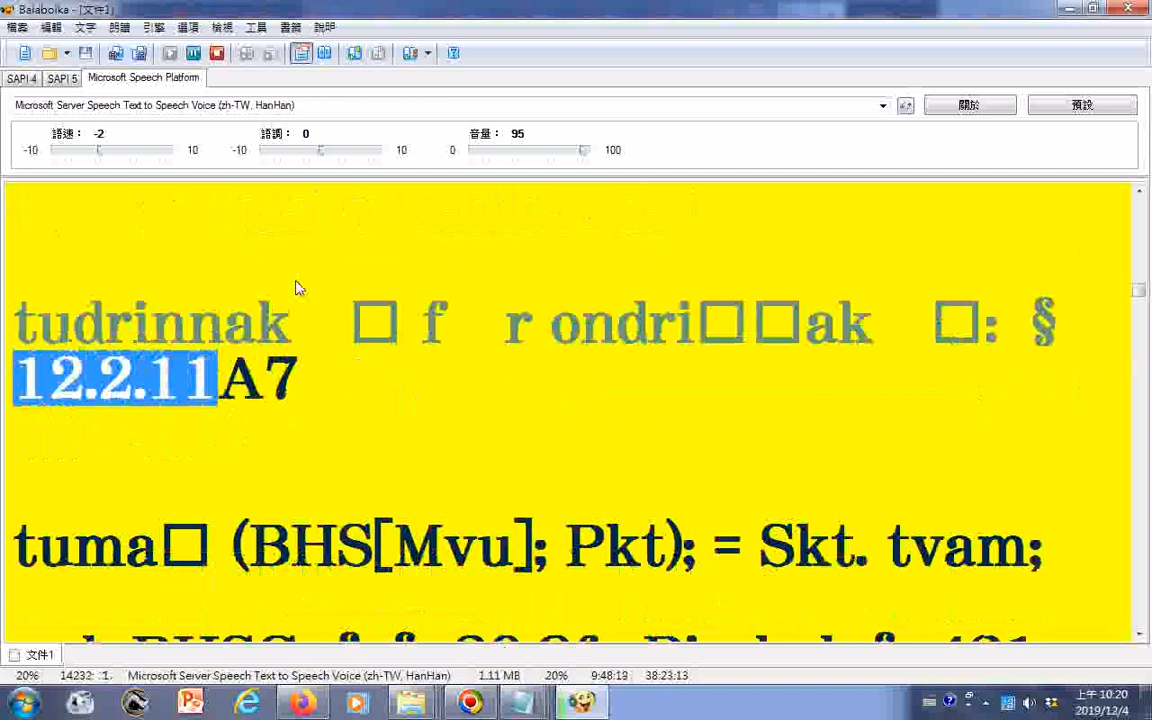 Balabolka - [文件1]
檔案 編輯 文字 朗讀 引擎 選項 檢視 工具 書籤 說明
SAPI 4 SAPI 5 Microsoft Speech Platform
Microsoft Server Speech Text to Speech Voice (zh-TW, HanHan) 關於 預設
語速： -2 語調： 0 音量： 95
-10 10 -10 10 0 100
tudrinnak □ f r ondri□□ak □: §
12.2.11A7
tuma□ (BHS[Mvu]; Pkt); = Skt. tvam;
文件1
20% 14232: 1. Microsoft Server Speech Text to Speech Voice (zh-TW, HanHan) 1.11 MB 20% 9:48:13 38:23:13
上午 10:20
2019/12/4